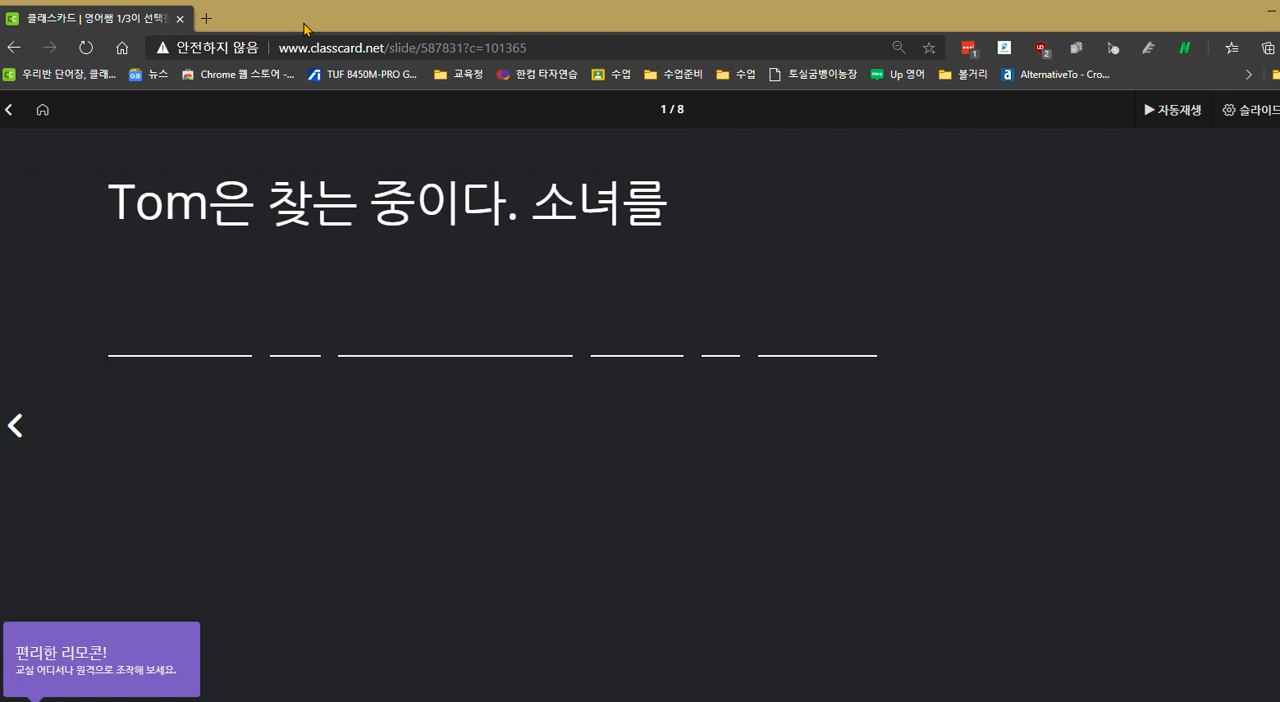 클래스카드 | 영어쌤 1/3이 선택한
안전하지 않음 | www.classcard.net/slide/587831?c=101365
1
2
우리반 단어장, 클래... 뉴스 Chrome 웹 스토어 -... TUF B450M-PRO G... 교육청 한컴 타자연습 수업 수업준비 수업 토실굼벵이농장 Up 영어 볼거리 AlternativeTo - Cro...
1 / 8 자동재생 슬라이드
Tom은 찾는 중이다. 소녀를
편리한 리모콘!
교실 어디서나 원격으로 조작해 보세요.